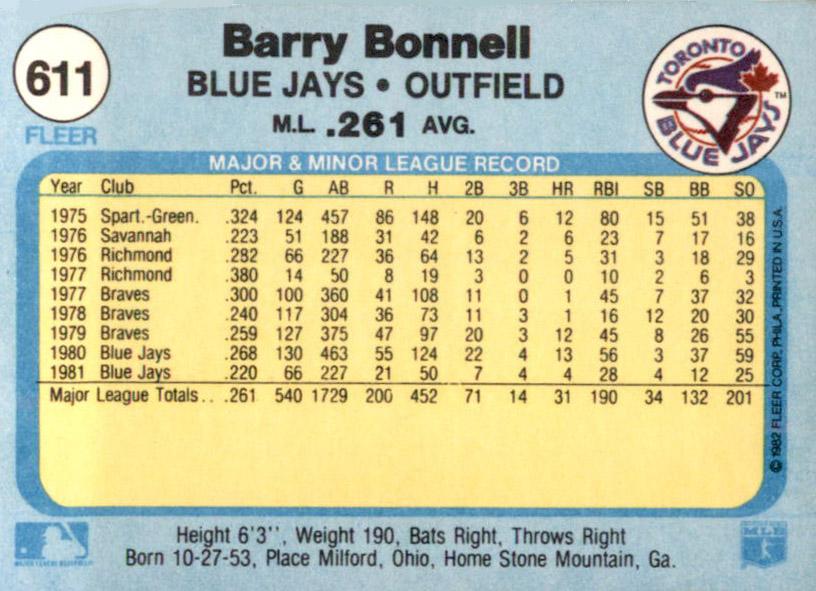 611
FLEER
Barry Bonnell
BLUE JAYS • OUTFIELD
M.L. .261 AVG.
TORONTO
BLUE JAYS
TM
MAJOR & MINOR LEAGUE RECORD
Year Club Pct. G AB R H 2B 3B HR RBI SB BB SO
1975 Spart.-Green. .324 124 457 86 148 20 6 12 80 15 51 38
1976 Savannah .223 51 188 31 42 6 2 6 23 7 17 16
1976 Richmond .282 66 227 36 64 13 2 5 31 3 18 29
1977 Richmond .380 14 50 8 19 3 0 0 10 2 6 3
1977 Braves .300 100 360 41 108 11 0 1 45 7 37 32
1978 Braves .240 117 304 36 73 11 3 1 16 12 20 30
1979 Braves .259 127 375 47 97 20 3 12 45 8 26 55
1980 Blue Jays .268 130 463 55 124 22 4 13 56 3 37 59
1981 Blue Jays .220 66 227 21 50 7 4 4 28 4 12 25
Major League Totals .. .261 540 1729 200 452 71 14 31 190 34 132 201
© 1982 FLEER CORP. PHILA. PRINTED IN U.S.A.
Height 6'3'', Weight 190, Bats Right, Throws Right
Born 10-27-53, Place Milford, Ohio, Home Stone Mountain, Ga.
MAJOR LEAGUE BASEBALL